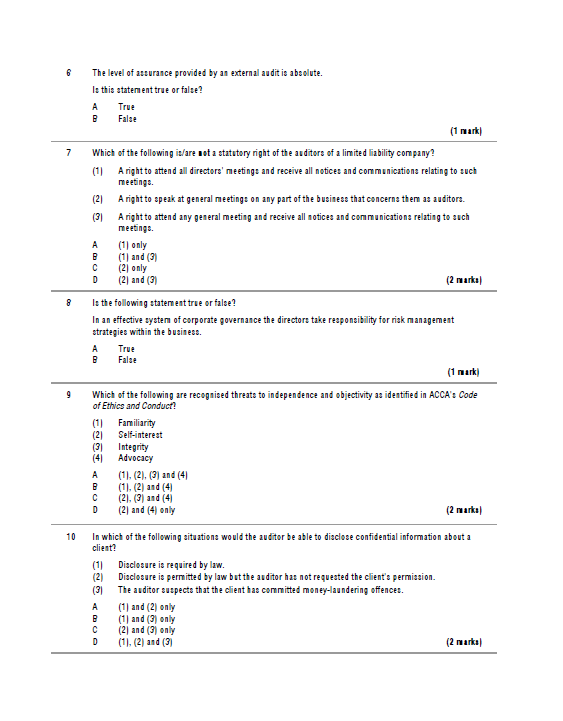 6 The level of assurance provided by an external audit is absolute.
Is this statement true or false?
A True
B False
(1 mark)
7 Which of the following is/are not a statutory right of the auditors of a limited liability company?
(1) A right to attend all directors' meetings and receive all notices and communications relating to such
meetings.
(2) A right to speak at general meetings on any part of the business that concerns them as auditors.
(3) A right to attend any general meeting and receive all notices and communications relating to such
meetings.
A (1) only
B (1) and (3)
C (2) only
D (2) and (3) (2 marks)
8 Is the following statement true or false?
In an effective system of corporate governance the directors take responsibility for risk management
strategies within the business.
A True
B False
(1 mark)
9 Which of the following are recognised threats to independence and objectivity as identified in ACCA's Code
of Ethics and Conduct?
(1) Familiarity
(2) Self-interest
(3) Integrity
(4) Advocacy
A (1), (2), (3) and (4)
B (1), (2) and (4)
C (2), (3) and (4)
D (2) and (4) only (2 marks)
10 In which of the following situations would the auditor be able to disclose confidential information about a
client?
(1) Disclosure is required by law.
(2) Disclosure is permitted by law but the auditor has not requested the client's permission.
(3) The auditor suspects that the client has committed money-laundering offences.
A (1) and (2) only
B (1) and (3) only
C (2) and (3) only
D (1), (2) and (3) (2 marks)